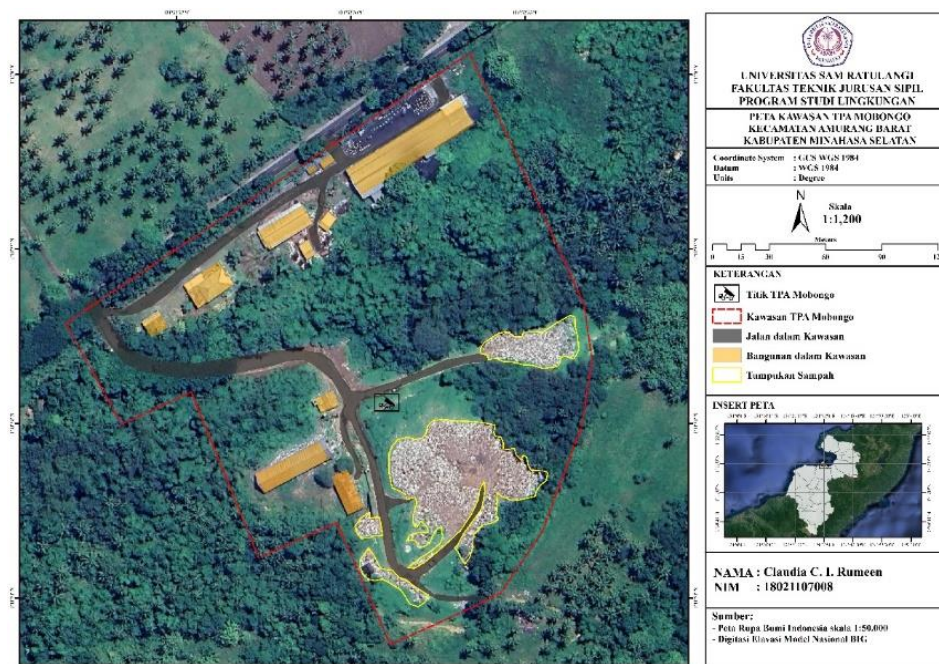 UNIVERSITAS SAM RATULANGI
FAKULTAS TEKNIK JURUSAN SIPIL
PROGRAM STUDI LINGKUNGAN
PETA KAWASAN TPA MOBONGO
KECAMATAN AMURANG BARAT
KABUPATEN MINAHASA SELATAN
Coordinate System : GCS WGS 1984
Datum : WGS 1984
Units : Degree
N
Skala
1:1,200
Meters
0 15 30 60 90 120
KETERANGAN
Titik TPA Mobongo
Kawasan TPA Mobongo
Jalan dalam Kawasan
Bangunan dalam Kawasan
Tumpukan Sampah
INSERT PETA
NAMA : Claudia C. I. Rumeen
NIM : 18021107008
Sumber:
- Peta Rupa Bumi Indonesia skala 1:50.000
- Digitasi Elavasi Model Nasional BIG